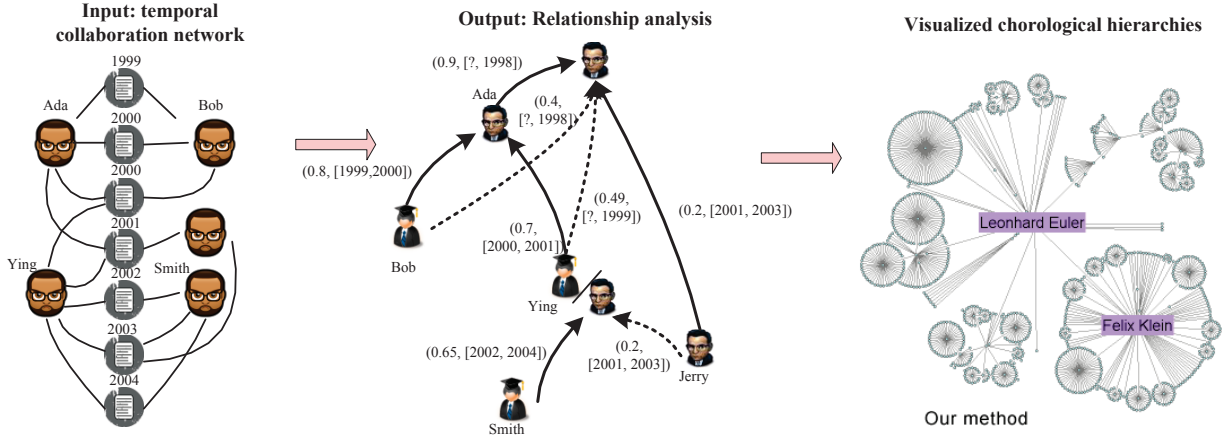 Input: temporal
collaboration network
1999
Ada
Bob
2000
2000
2001
Ying
Smith
2002
2003
2004
Output: Relationship analysis
(0.9, [?, 1998])
Ada
(0.4,
[?, 1998])
(0.8, [1999,2000])
(0.49,
[?, 1999])
(0.2, [2001, 2003])
(0.7,
[2000, 2001])
Bob
Ying
(0.65, [2002, 2004])
(0.2,
[2001, 2003])
Jerry
Smith
Visualized chorological hierarchies
Leonhard Euler
Felix Klein
Our method